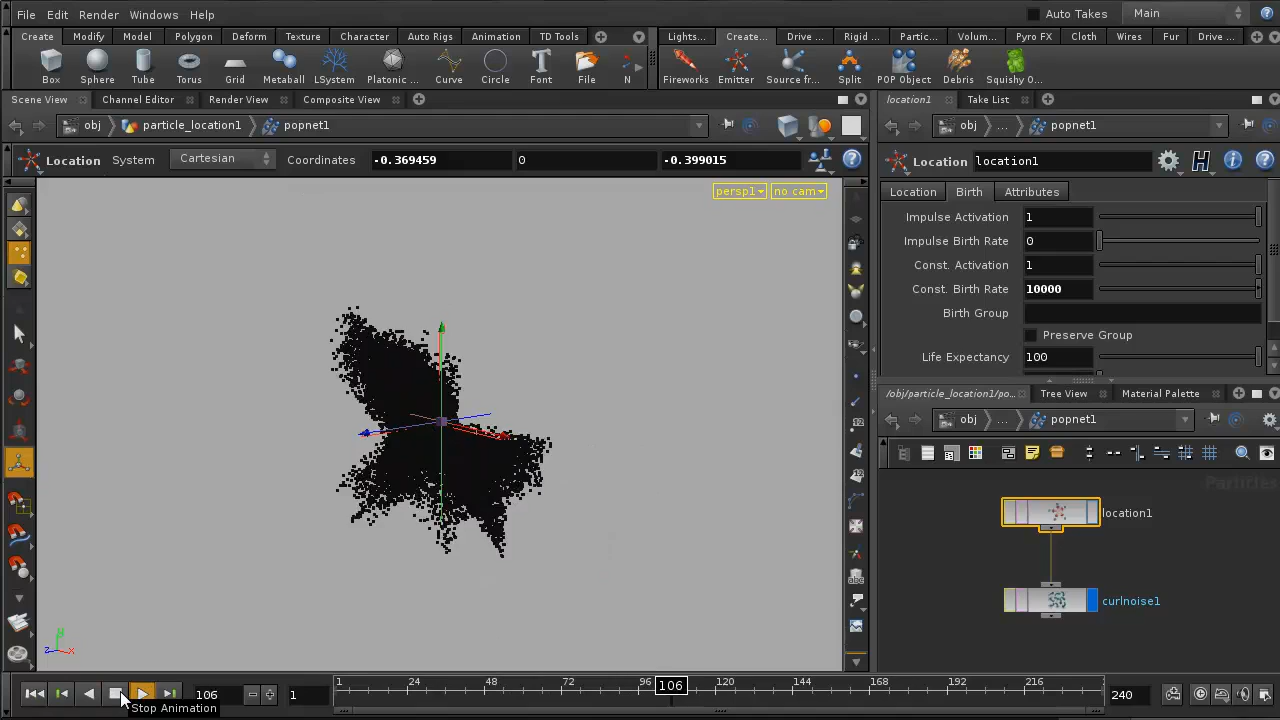 File Edit Render Windows Help Auto Takes Main
Create Modify Model Polygon Deform Texture Character Auto Rigs Animation TD Tools Lights... Create... Drive ... Rigid ... Partic... Volum... Pyro FX Cloth Wires Fur Drive ...
Box Sphere Tube Torus Grid Metaball LSystem Platonic ... Curve Circle Font File N Fireworks Emitter Source fr... Split POP Object Debris Squishy O...
Scene View Channel Editor Render View Composite View location1 Take List
obj particle_location1 popnet1 obj ... popnet1
Location System Cartesian Coordinates -0.369459 0 -0.399015 Location location1
persp1 no cam
Location Birth Attributes
Impulse Activation 1
Impulse Birth Rate 0
Const. Activation 1
Const. Birth Rate 10000
Birth Group
Preserve Group
Life Expectancy 100
/obj/particle_location1/po... Tree View Material Palette
obj ... popnet1
Particles
location1
curlnoise1
y
z x
106 1 1 24 48 72 96 106 120 144 168 192 216 240
Stop Animation